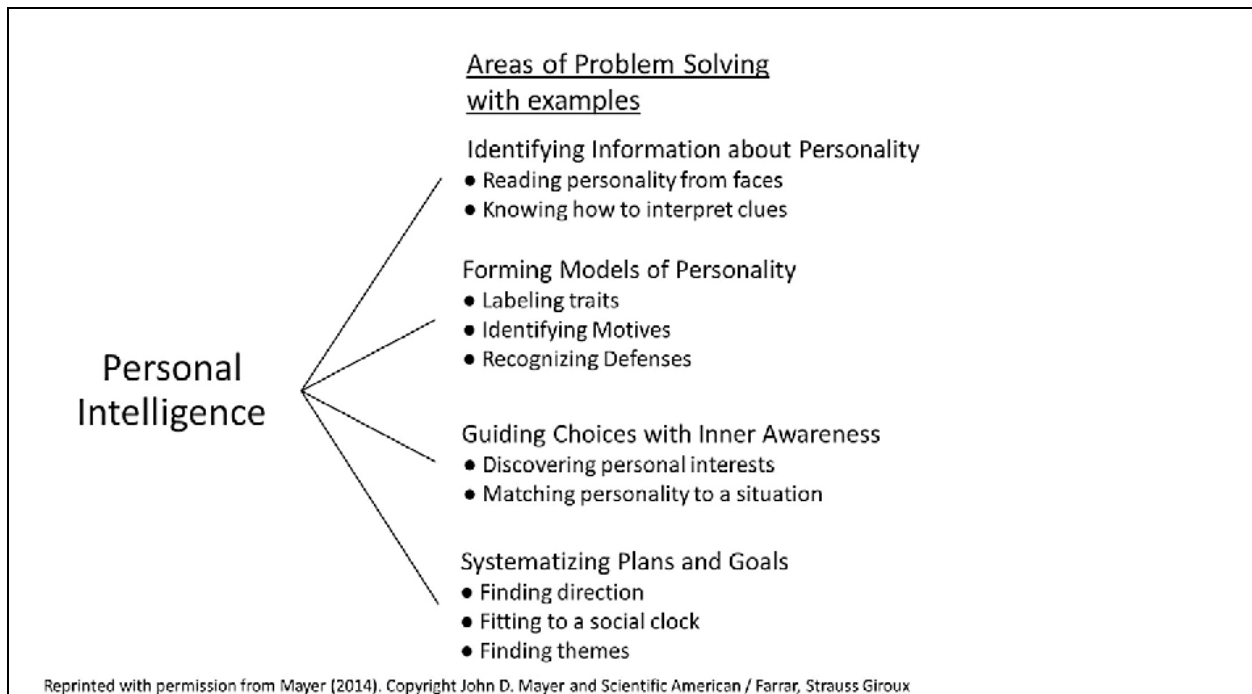 Areas of Problem Solving
with examples
Identifying Information about Personality
● Reading personality from faces
● Knowing how to interpret clues
Forming Models of Personality
● Labeling traits
● Identifying Motives
● Recognizing Defenses
Personal
Intelligence
Guiding Choices with Inner Awareness
● Discovering personal interests
● Matching personality to a situation
Systematizing Plans and Goals
● Finding direction
● Fitting to a social clock
● Finding themes
Reprinted with permission from Mayer (2014). Copyright John D. Mayer and Scientific American / Farrar, Strauss Giroux